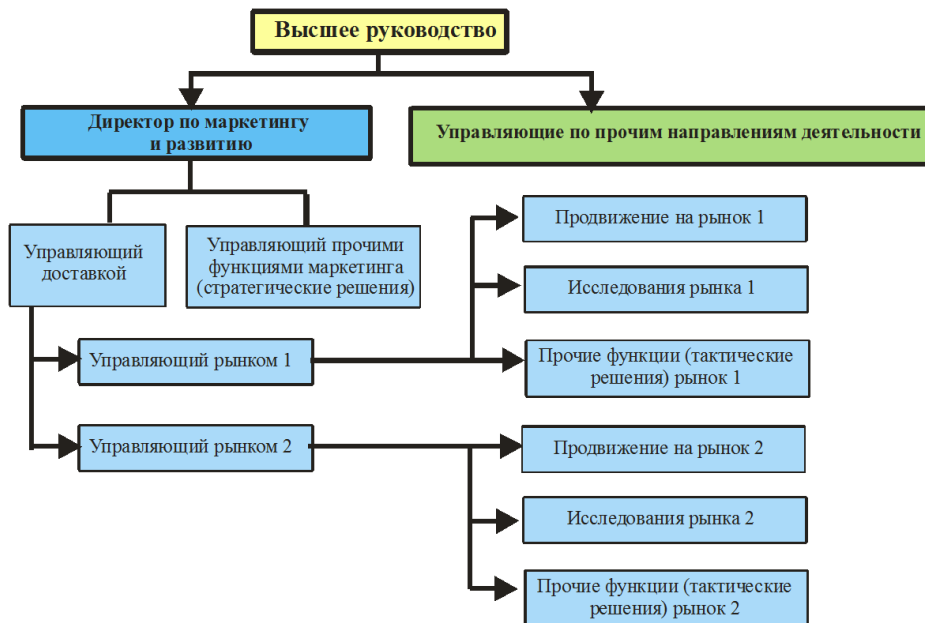 Высшее руководство
Директор по маркетингу
и развитию
Управляющие по прочим направлениям деятельности
Управляющий
доставкой
Управляющий прочими
функциями маркетинга
(стратегические решения)
Продвижение на рынок 1
Исследования рынка 1
Управляющий рынком 1
Прочие функции (тактические
решения) рынок 1
Управляющий рынком 2
Продвижение на рынок 2
Исследования рынка 2
Прочие функции (тактические
решения) рынок 2